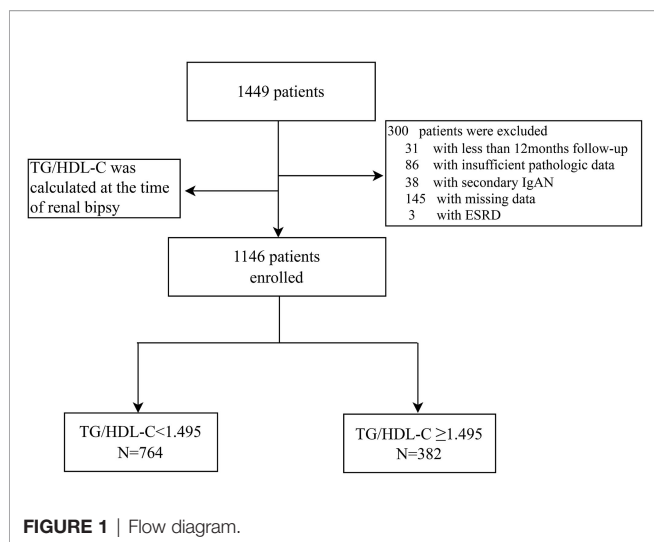 1449 patients
300 patients were excluded
31 with less than 12months follow-up
86 with insufficient pathologic data
38 with secondary IgAN
145 with missing data
3 with ESRD
TG/HDL-C was
calculated at the time
of renal bipsy
1146 patients
enrolled
TG/HDL-C<1.495
N=764
TG/HDL-C ≥1.495
N=382
FIGURE 1 | Flow diagram.